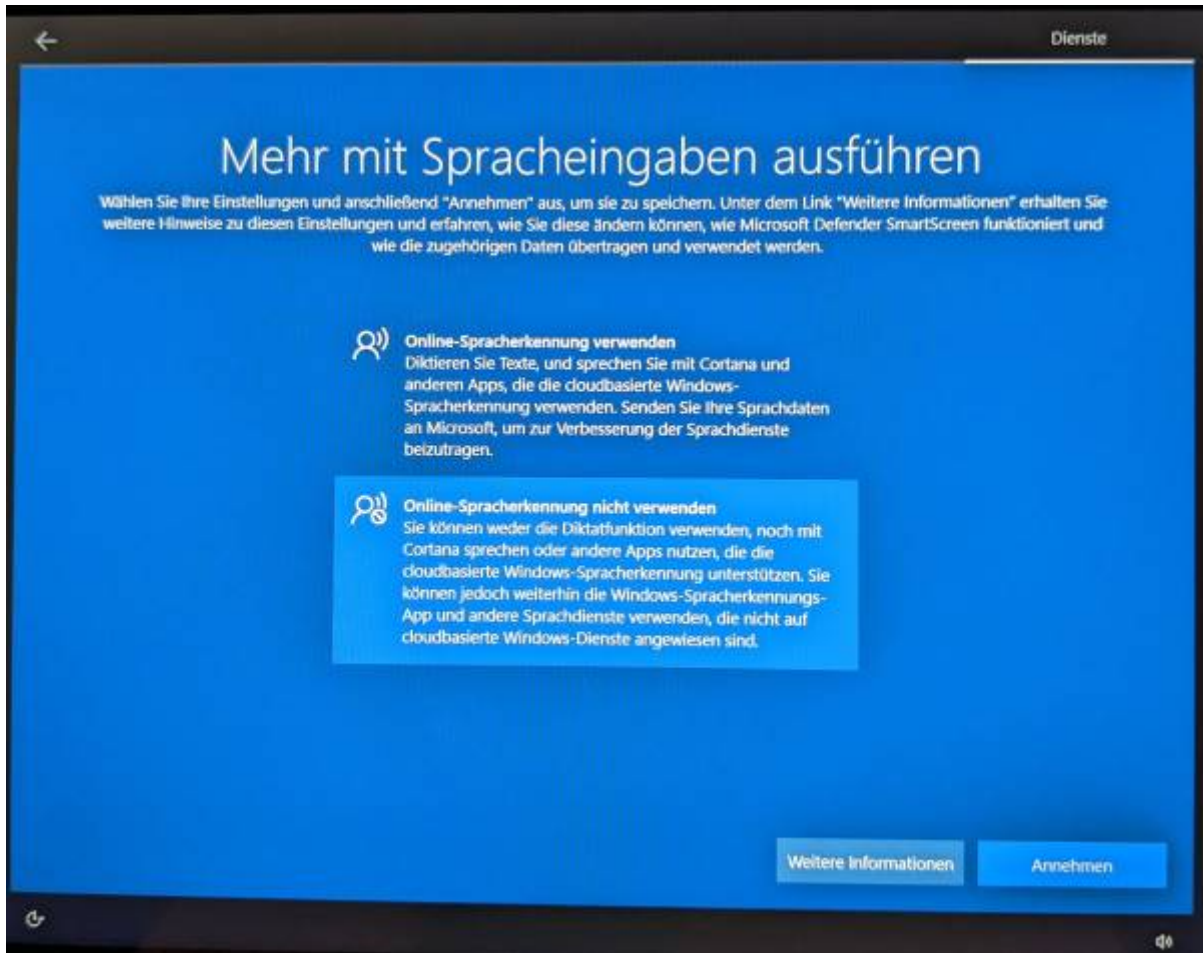 Dienste
Mehr mit Spracheingaben ausführen
Wählen Sie Ihre Einstellungen und anschließend "Annehmen" aus, um sie zu speichern. Unter dem Link "Weitere Informationen" erhalten Sie
weitere Hinweise zu diesen Einstellungen und erfahren, wie Sie diese ändern können, wie Microsoft Defender SmartScreen funktioniert und
wie die zugehörigen Daten übertragen und verwendet werden.
Online-Spracherkennung verwenden
Diktieren Sie Texte, und sprechen Sie mit Cortana und
anderen Apps, die die cloudbasierte Windows-
Spracherkennung verwenden. Senden Sie Ihre Sprachdaten
an Microsoft, um zur Verbesserung der Sprachdienste
beizutragen.
Online-Spracherkennung nicht verwenden
Sie können weder die Diktatfunktion verwenden, noch mit
Cortana sprechen oder andere Apps nutzen, die die
cloudbasierte Windows-Spracherkennung unterstützen. Sie
können jedoch weiterhin die Windows-Spracherkennungs-
App und andere Sprachdienste verwenden, die nicht auf
cloudbasierte Windows-Dienste angewiesen sind.
Weitere Informationen
Annehmen